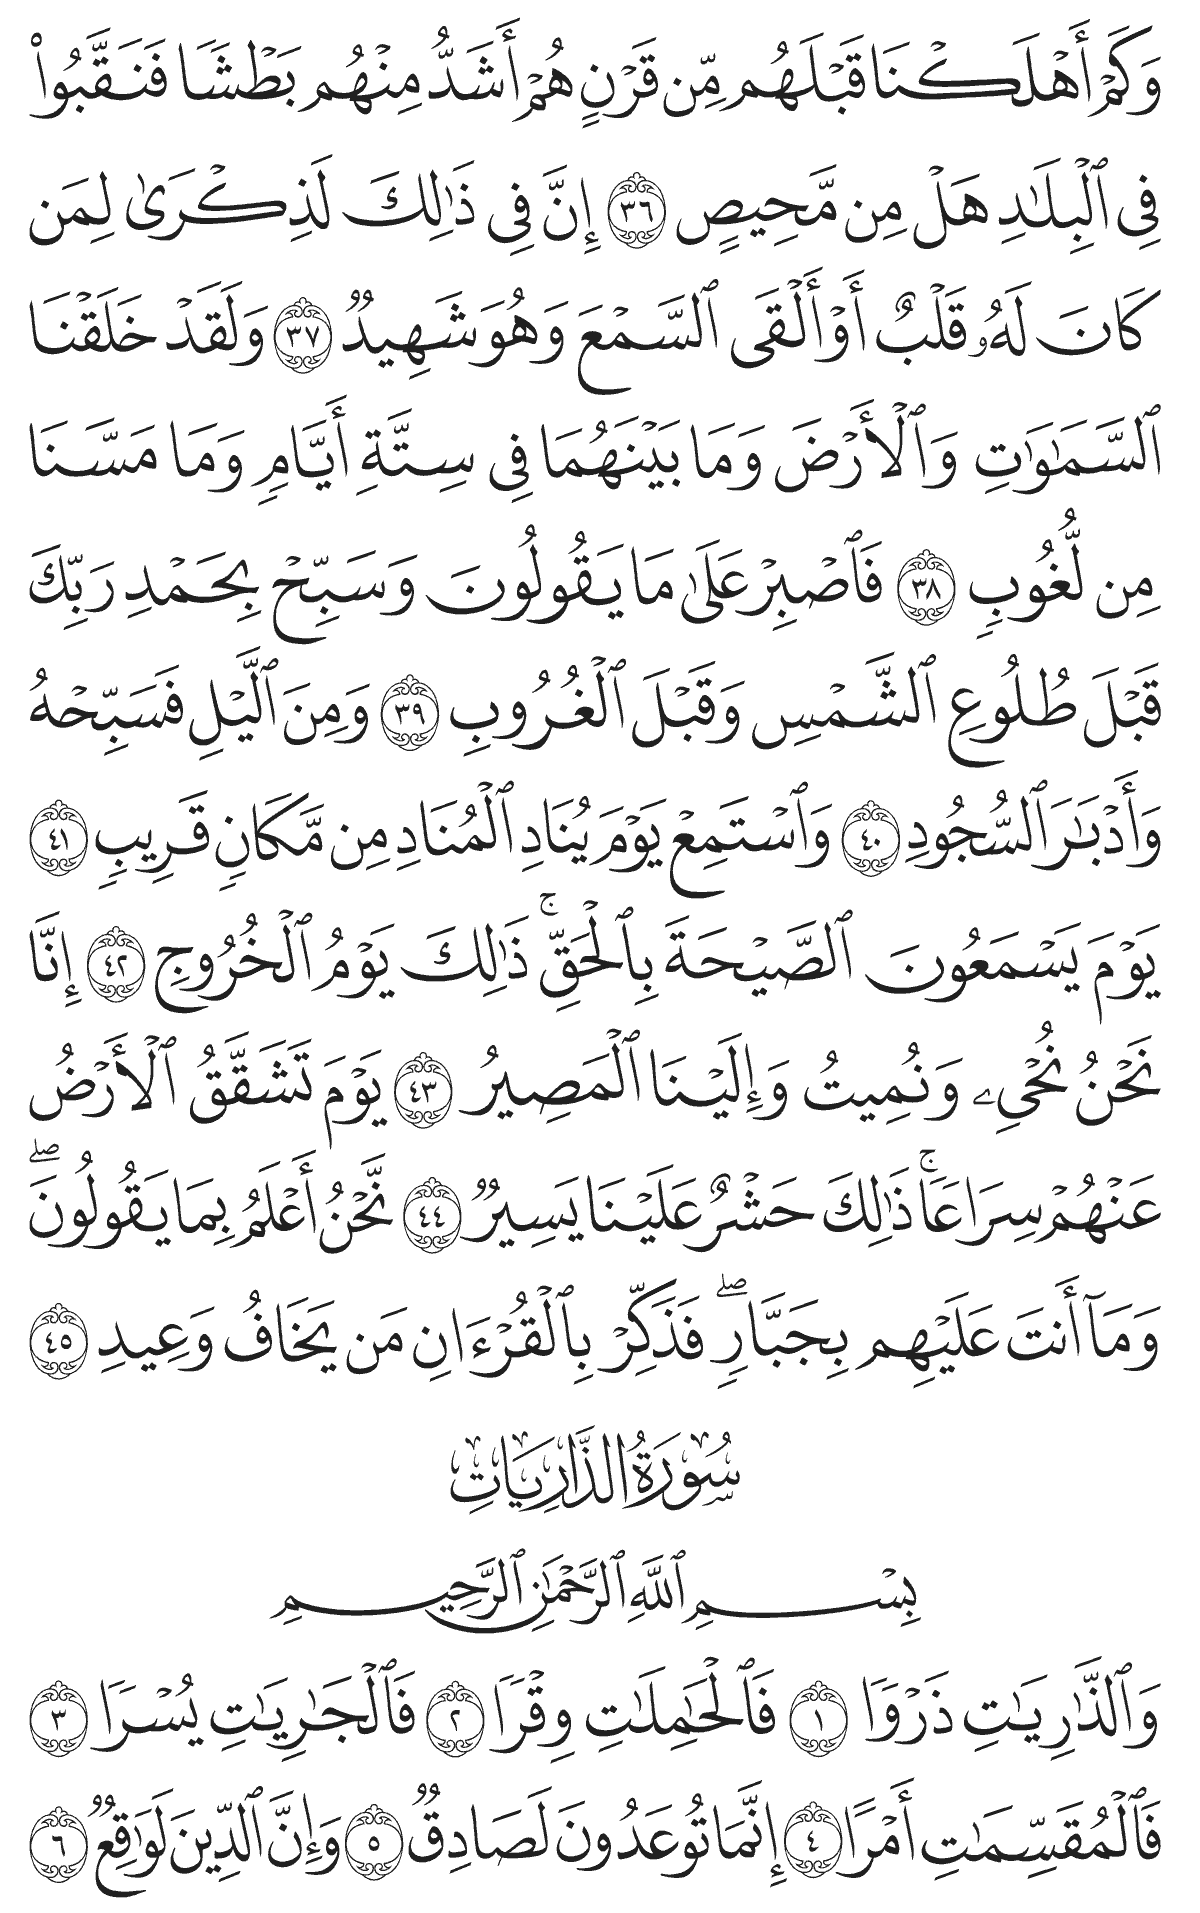 وَكَمْ أَهْلَكْنَا قَبْلَهُم مِّن قَرْنٍ هُمْ أَشَدُّ مِنْهُم بَطْشًا فَنَقَّبُوا۟
فِى ٱلْبِلَـٰدِ هَلْ مِن مَّحِيصٍ ٣٦ إِنَّ فِى ذَٰلِكَ لَذِكْرَىٰ لِمَن
كَانَ لَهُۥ قَلْبٌ أَوْ أَلْقَى ٱلسَّمْعَ وَهُوَ شَهِيدٌ ٣٧ وَلَقَدْ خَلَقْنَا
ٱلسَّمَـٰوَٰتِ وَٱلْأَرْضَ وَمَا بَيْنَهُمَا فِى سِتَّةِ أَيَّامٍ وَمَا مَسَّنَا
مِن لُّغُوبٍ ٣٨ فَٱصْبِرْ عَلَىٰ مَا يَقُولُونَ وَسَبِّحْ بِحَمْدِ رَبِّكَ
قَبْلَ طُلُوعِ ٱلشَّمْسِ وَقَبْلَ ٱلْغُرُوبِ ٣٩ وَمِنَ ٱلَّيْلِ فَسَبِّحْهُ
وَأَدْبَـٰرَ ٱلسُّجُودِ ٤٠ وَٱسْتَمِعْ يَوْمَ يُنَادِ ٱلْمُنَادِ مِن مَّكَانٍ قَرِيبٍ ٤١
يَوْمَ يَسْمَعُونَ ٱلصَّيْحَةَ بِٱلْحَقِّ ۚ ذَٰلِكَ يَوْمُ ٱلْخُرُوجِ ٤٢ إِنَّا
نَحْنُ نُحْىِۦ وَنُمِيتُ وَإِلَيْنَا ٱلْمَصِيرُ ٤٣ يَوْمَ تَشَقَّقُ ٱلْأَرْضُ
عَنْهُمْ سِرَاعًا ۚ ذَٰلِكَ حَشْرٌ عَلَيْنَا يَسِيرٌ ٤٤ نَّحْنُ أَعْلَمُ بِمَا يَقُولُونَ ۖ
وَمَآ أَنتَ عَلَيْهِم بِجَبَّارٍ ۖ فَذَكِّرْ بِٱلْقُرْءَانِ مَن يَخَافُ وَعِيدِ ٤٥
سُورَةُ الذَّارِيَاتِ
بِسْمِ ٱللَّهِ ٱلرَّحْمَـٰنِ ٱلرَّحِيمِ
وَٱلذَّٰرِيَـٰتِ ذَرْوًا ١ فَٱلْحَـٰمِلَـٰتِ وِقْرًا ٢ فَٱلْجَـٰرِيَـٰتِ يُسْرًا ٣
فَٱلْمُقَسِّمَـٰتِ أَمْرًا ٤ إِنَّمَا تُوعَدُونَ لَصَادِقٌ ٥ وَإِنَّ ٱلدِّينَ لَوَٰقِعٌ ٦